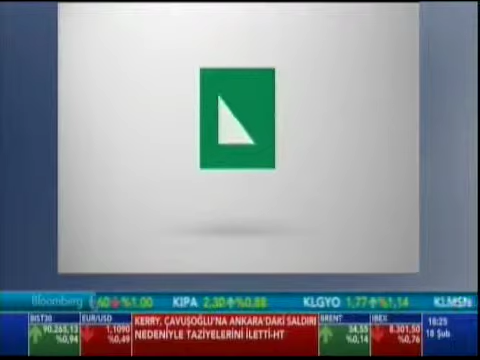 Bloomberg
,60 %1.00 KIPA 2,30 %0,88 KLGYO 1,77 %1,14 KLMSN
BIST30 EUR/USD KERRY, ÇAVUŞOĞLU'NA ANKARA'DAKİ SALDIRI BRENT IBEX 18:25
90.265,13 1,1090 NEDENİYLE TAZİYELERİNİ İLETTİ-HT 34,55 8.301,50 18 Şub.
%0,94 %0,49 %0,14 %0,76